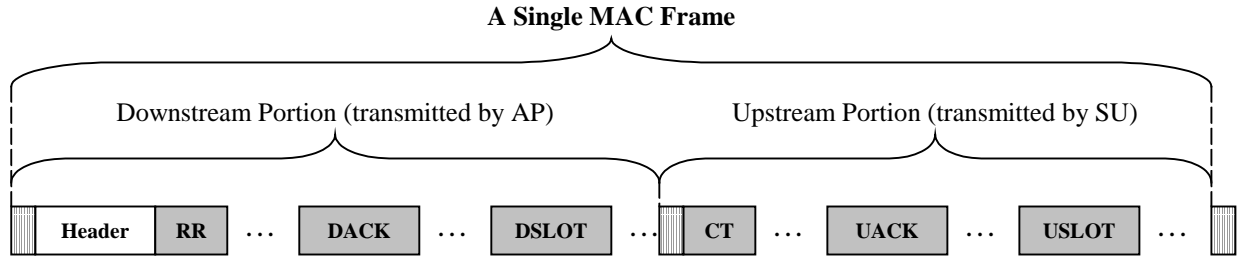 A Single MAC Frame
Downstream Portion (transmitted by AP) Upstream Portion (transmitted by SU)
Header RR ... DACK ... DSLOT ... CT ... UACK ... USLOT ...